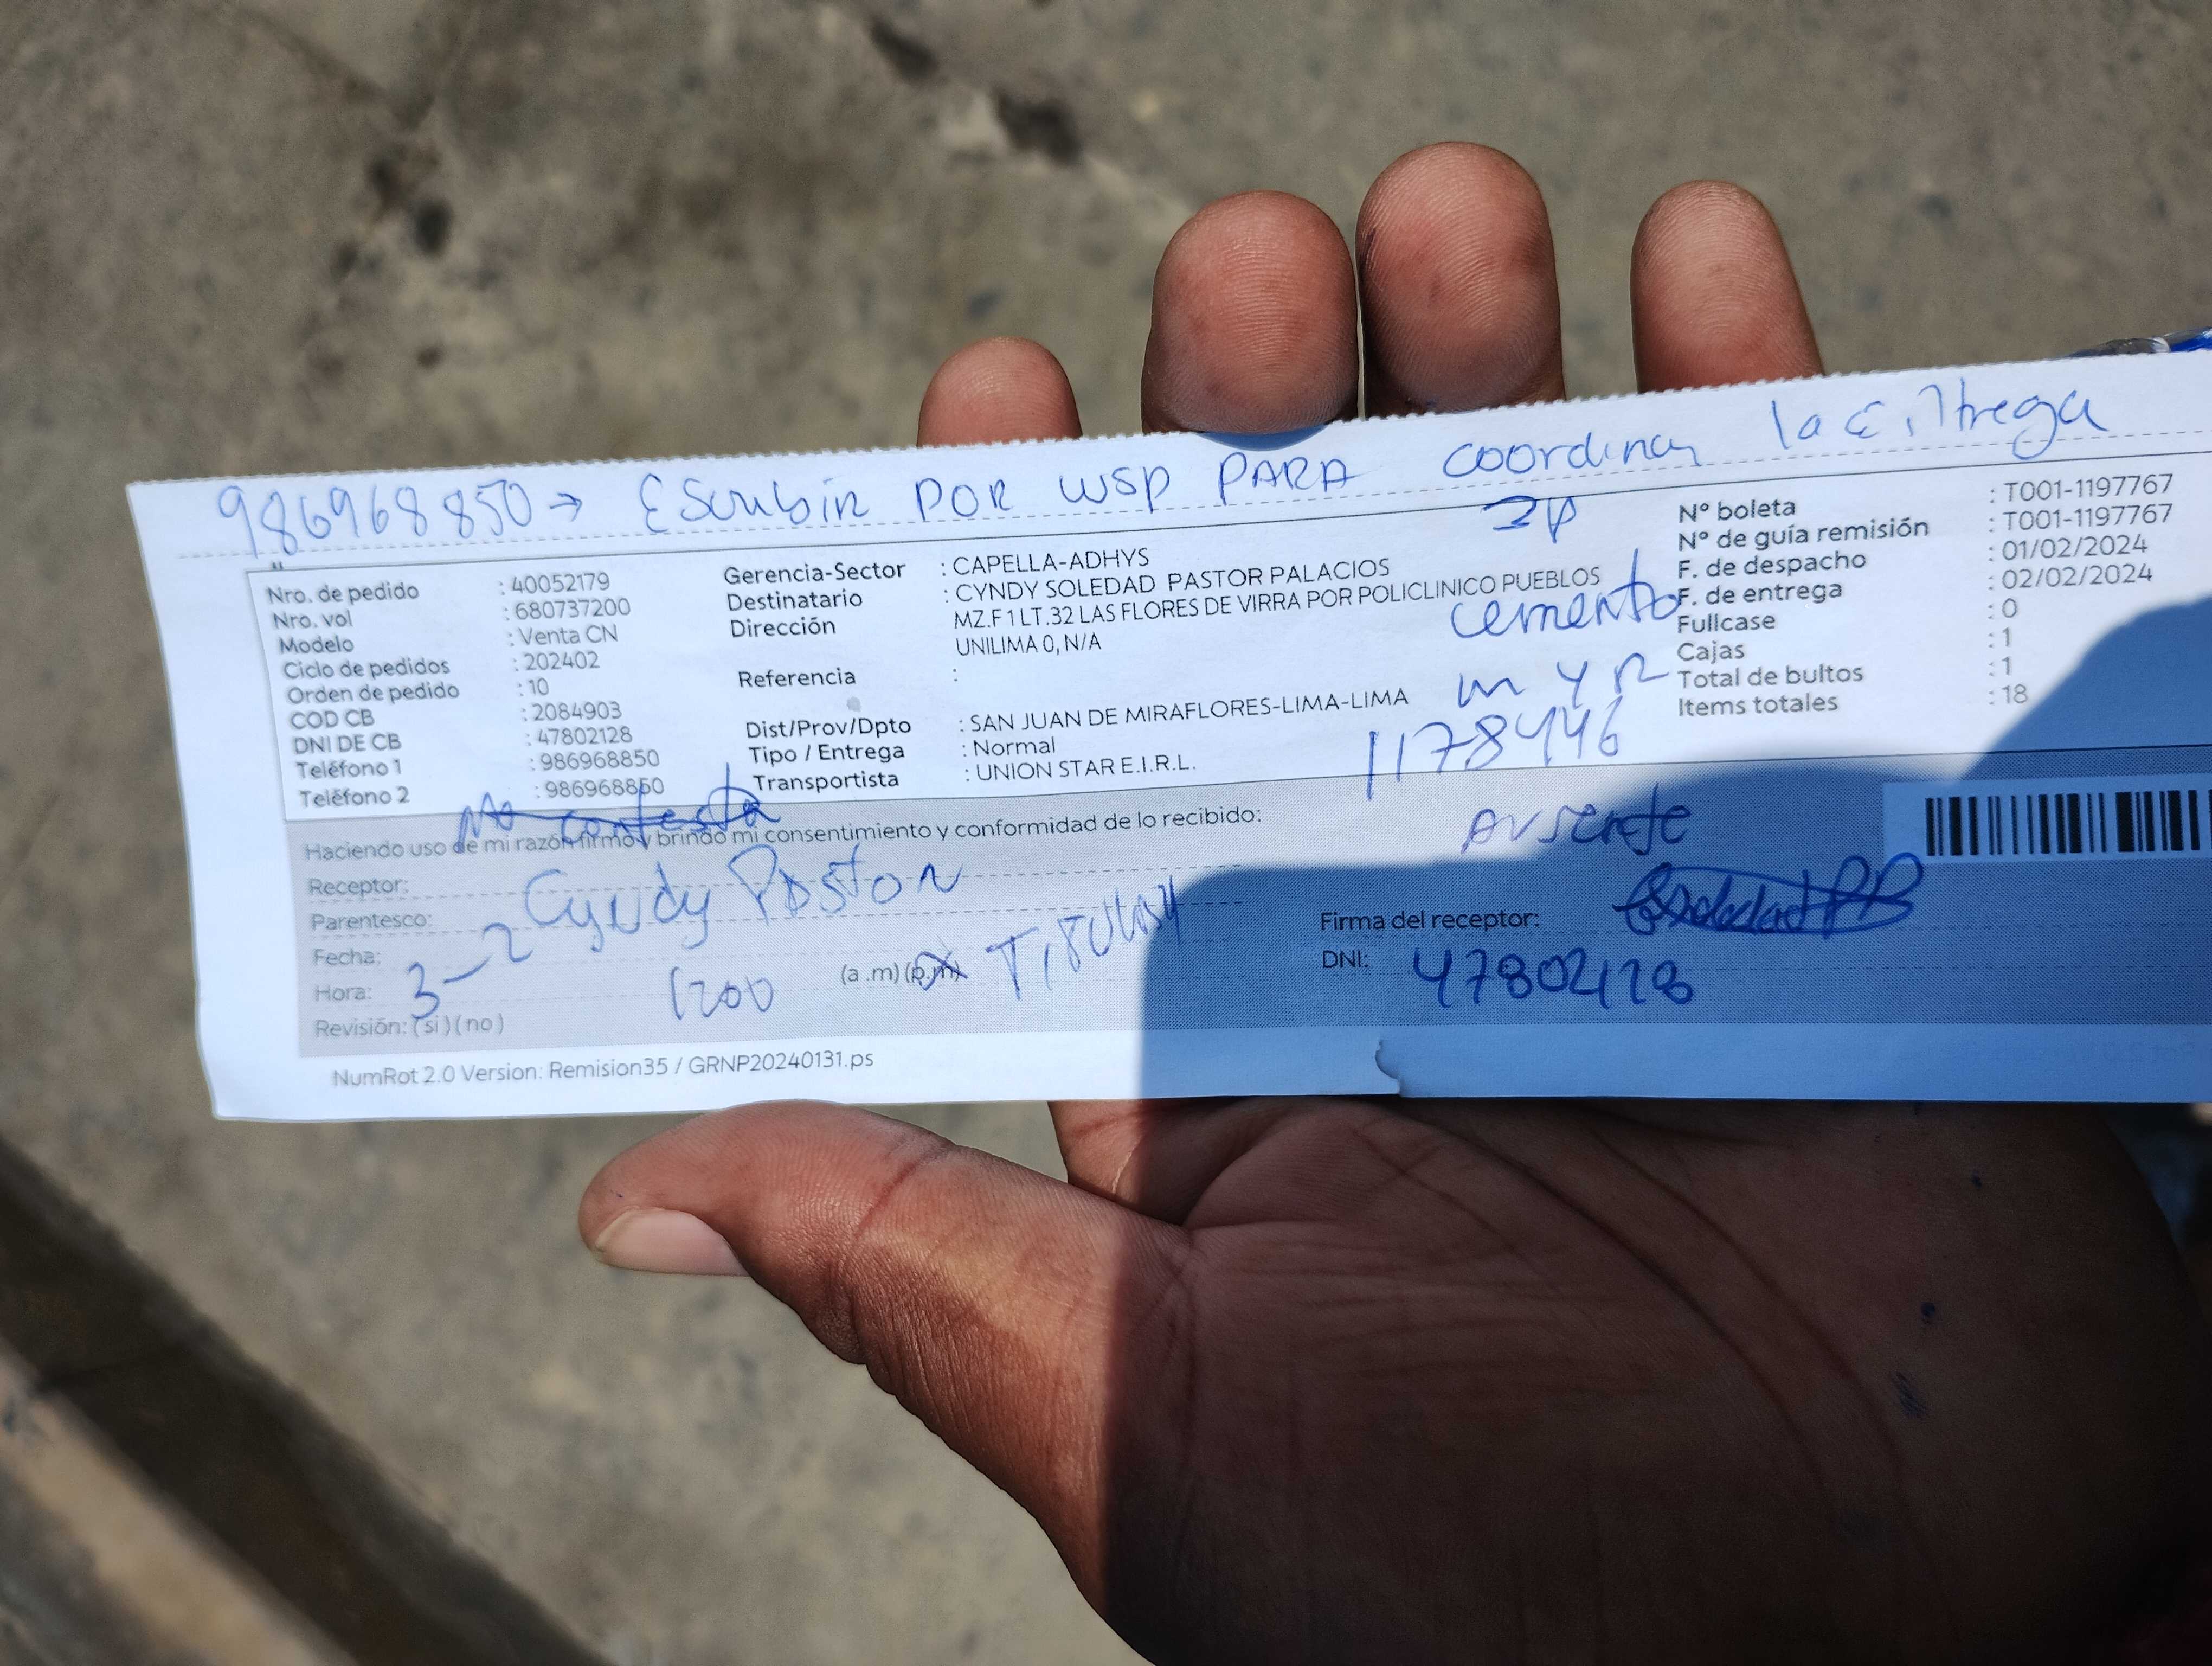 986968850 → Escribir POR WSP PARA coordinar la Entrega
Nro. de pedido : 40052179
Nro. vol : 680737200
Modelo : Venta CN
Ciclo de pedidos : 202402
Orden de pedido : 10
COD CB : 2084903
DNI DE CB : 47802128
Teléfono 1 : 986968850
Teléfono 2 : 986968850
Gerencia-Sector : CAPELLA-ADHYS
Destinatario : CYNDY SOLEDAD PASTOR PALACIOS
Dirección MZ.F1 LT.32 LAS FLORES DE VIRRA POR POLICLINICO PUEBLOS
UNILIMA 0, N/A
Referencia :
Dist/Prov/Dpto : SAN JUAN DE MIRAFLORES-LIMA-LIMA
Tipo / Entrega : Normal
Transportista : UNION STAR E.I.R.L.
2p
cemento
m y r
1178446
Nº boleta : T001-1197767
Nº de guía remisión : T001-1197767
F. de despacho : 01/02/2024
F. de entrega : 02/02/2024
Fullcase : 0
Cajas : 1
Total de bultos : 1
Items totales : 18
No contesta
Haciendo uso de mi razón firmo y brindo mi consentimiento y conformidad de lo recibido:
Ausente
Receptor:
Cyndy Pastor
Parentesco:
Fecha: 3-2
Hora: 1200 (a.m) (p.m)
Revisión: (si) (no)
Firma del receptor:
DNI: 47802128
NumRot 2.0 Version: Remision35 / GRNP20240131.ps